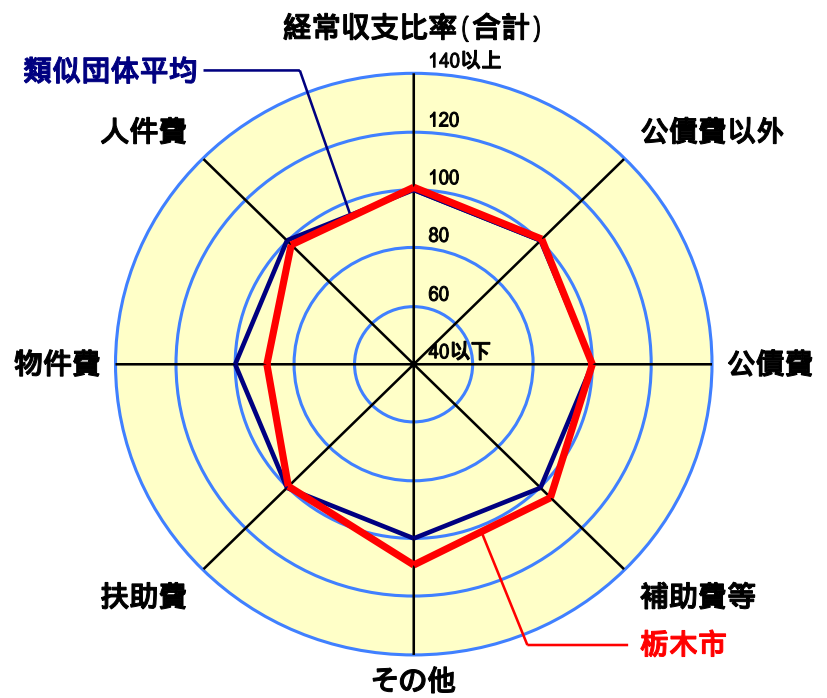 経常収支比率(合計)
140以上
類似団体平均
120
人件費
公債費以外
100
80
60
40以下
物件費
公債費
扶助費
補助費等
栃木市
その他